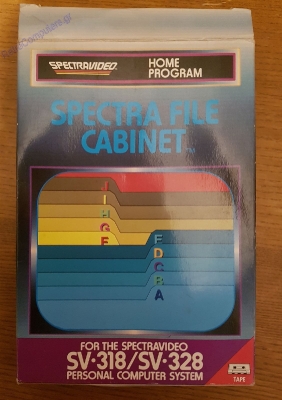 SPECTRAVIDEO
HOME
PROGRAM
SPECTRA FILE
CABINET
J
I
H
G
F
E
D
C
B
A
FOR THE SPECTRAVIDEO
SV-318/SV-328
PERSONAL COMPUTER SYSTEM
TAPE